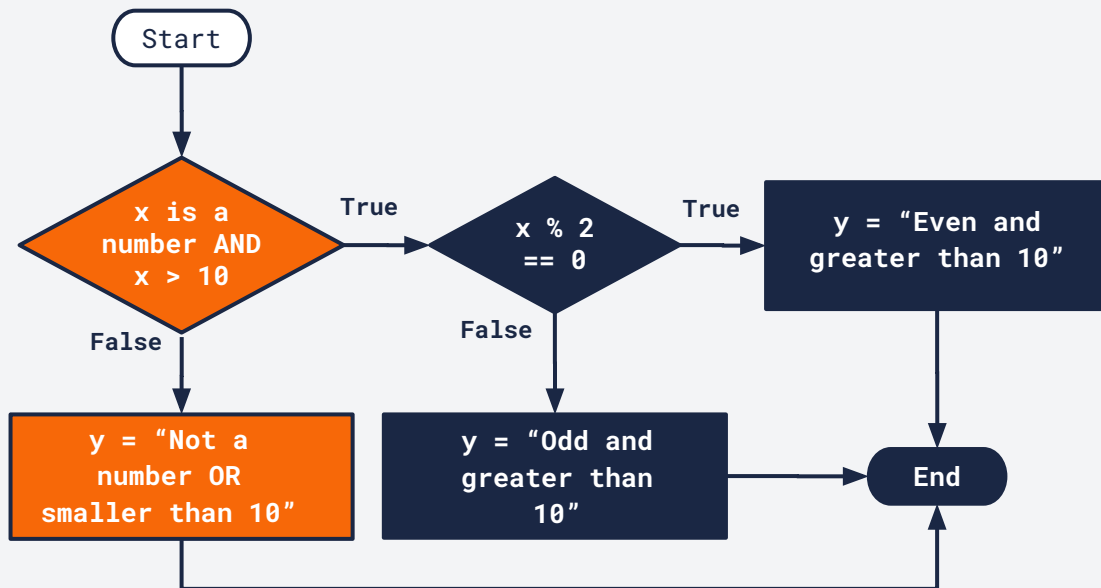 Start
x is a
number AND
x > 10
True
x % 2
== 0
True
y = “Even and
greater than 10”
False
False
y = “Not a
number OR
smaller than 10”
y = “Odd and
greater than
10”
End